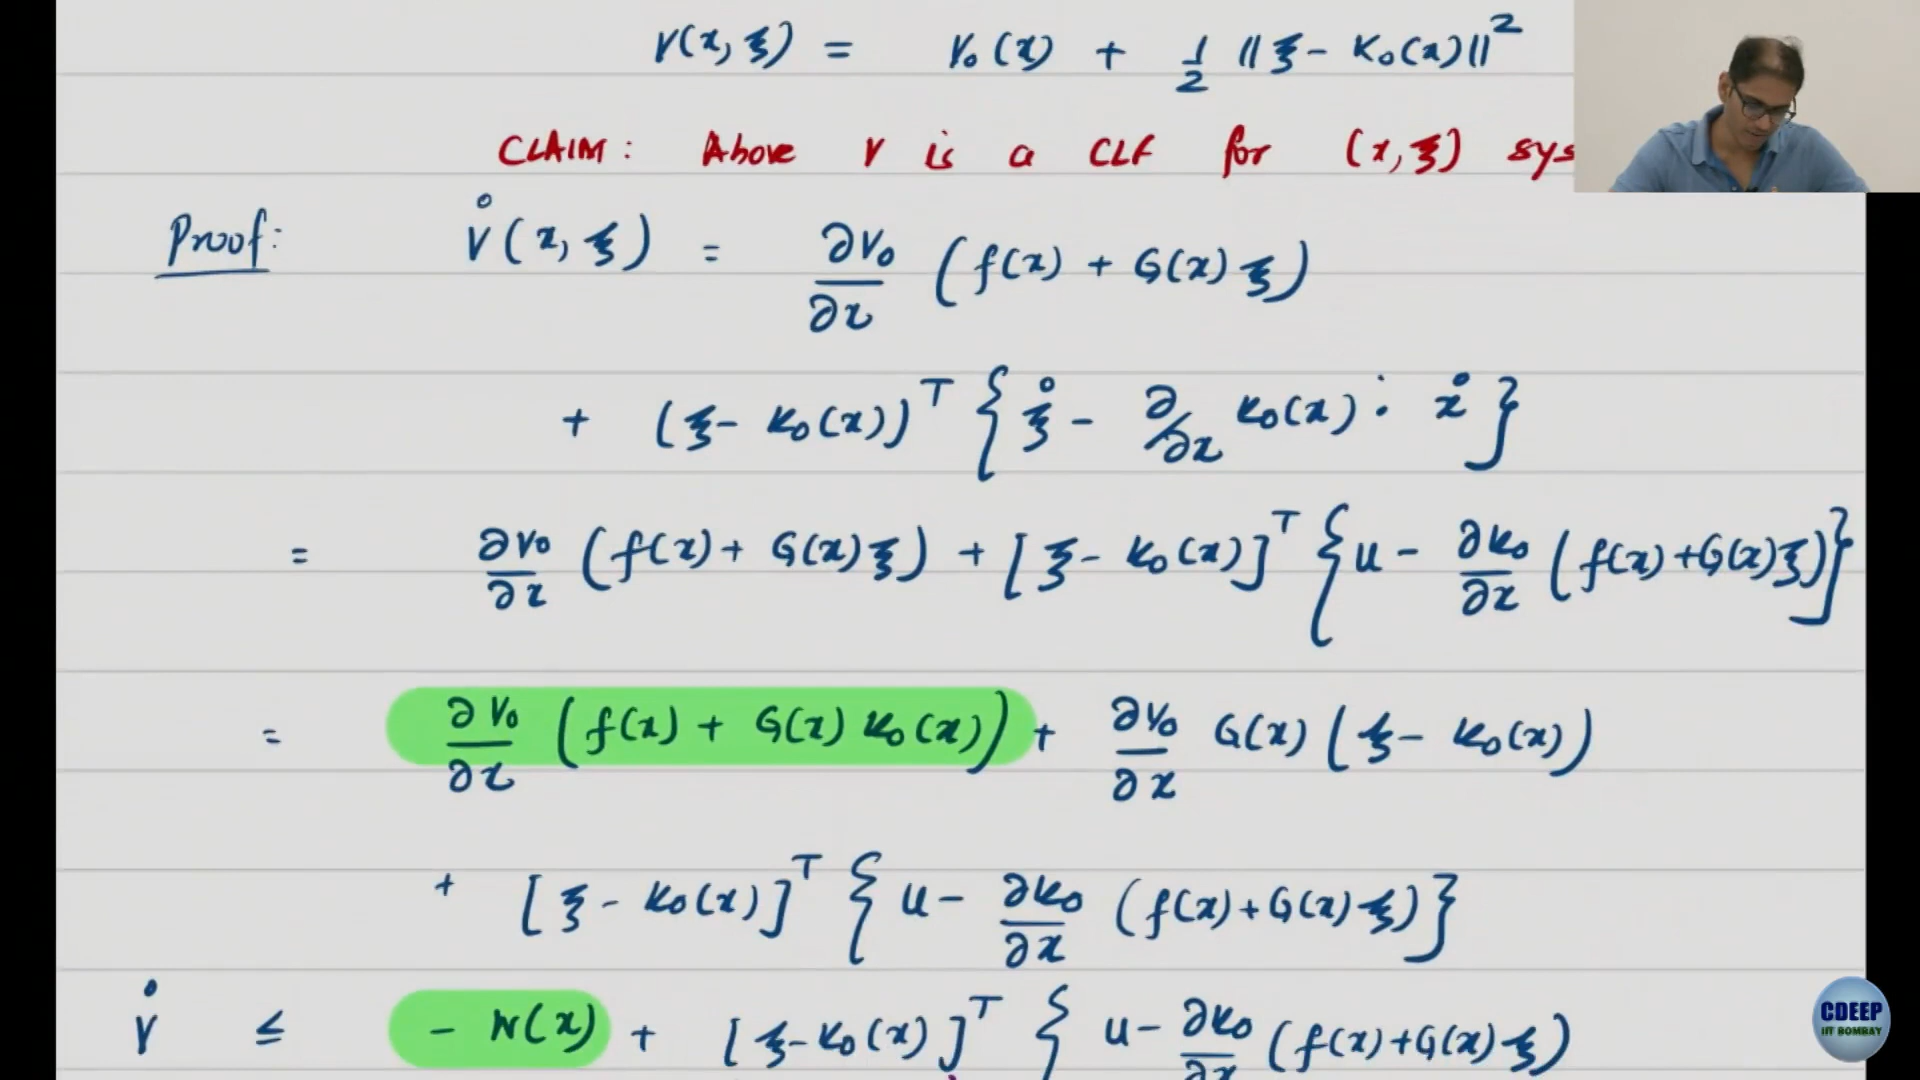 V(x, ξ) = V₀(x) + 1/2 ||ξ - K₀(x)||²
CLAIM: Above V is a CLF for (x, ξ) sys
Proof: V̇(x, ξ) = ∂V₀/∂x (f(x) + G(x) ξ)
+ (ξ - K₀(x))ᵀ { ξ̇ - ∂/∂x K₀(x) · ẋ }
= ∂V₀/∂x (f(x) + G(x) ξ) + [ξ - K₀(x)]ᵀ { u - ∂K₀/∂x (f(x) + G(x) ξ) }
= ∂V₀/∂x (f(x) + G(x) K₀(x)) + ∂V₀/∂x G(x) (ξ - K₀(x))
+ [ξ - K₀(x)]ᵀ { u - ∂K₀/∂x (f(x) + G(x) ξ) }
V̇ ≤ - W(x) + [ξ - K₀(x)]ᵀ { u - ∂K₀/∂x (f(x) + G(x) ξ)
CDEEP
IIT BOMBAY